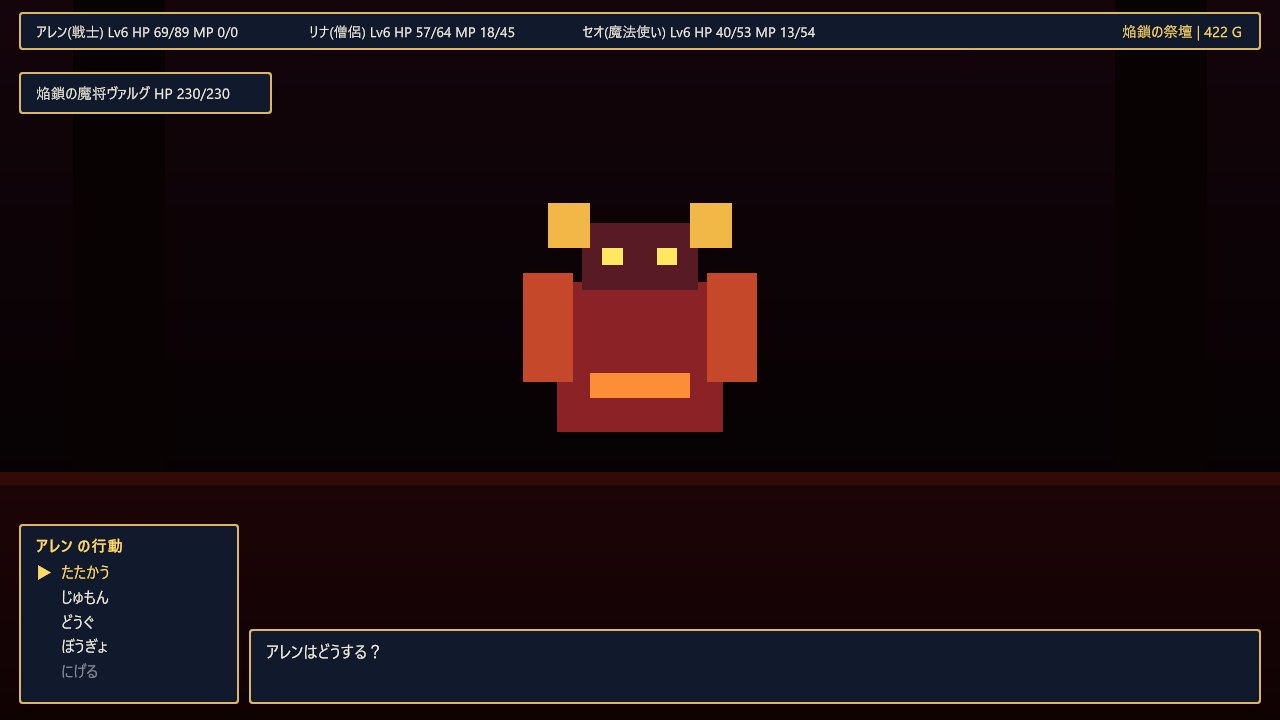 アレン(戦士) Lv6 HP 69/89 MP 0/0 リナ(僧侶) Lv6 HP 57/64 MP 18/45 セオ(魔法使い) Lv6 HP 40/53 MP 13/54 焔鎖の祭壇 | 422 G
焔鎖の魔将ヴァルグ HP 230/230
アレン の行動
▶ たたかう
じゅもん
どうぐ
ぼうぎょ
にげる
アレンはどうする？